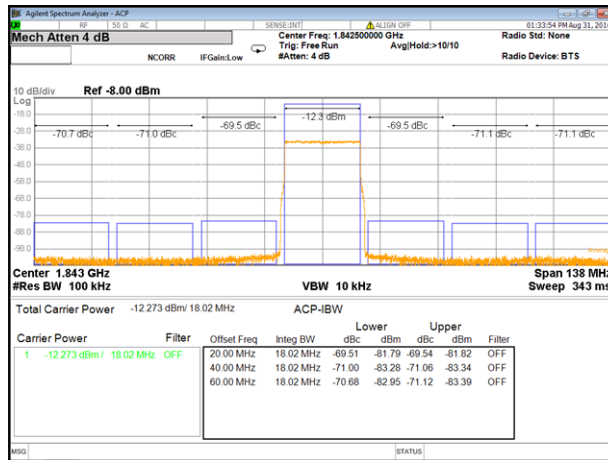 Agilent Spectrum Analyzer - ACP
RF 50 Ω AC SENSE:INT ALIGN OFF 01:33:54 PM Aug 31, 201
Mech Atten 4 dB
Center Freq: 1.842500000 GHz
Radio Std: None
Trig: Free Run Avg|Hold:>10/10
NCORR IFGain:Low #Atten: 4 dB Radio Device: BTS
10 dB/div Ref -8.00 dBm
Log
-18.0
-28.0
-38.0
-48.0
-58.0
-68.0
-78.0
-88.0
-98.0
-70.7 dBc -71.0 dBc -69.5 dBc -12.3 dBm -69.5 dBc -71.1 dBc -71.1 dBc
Center 1.843 GHz Span 138 MHz
#Res BW 100 kHz VBW 10 kHz Sweep 343 ms
Total Carrier Power -12.273 dBm/ 18.02 MHz ACP-IBW
Lower Upper
Carrier Power Filter Offset Freq Integ BW dBc dBm dBc dBm Filter
1 -12.273 dBm / 18.02 MHz OFF 20.00 MHz 18.02 MHz -69.51 -81.79 -69.54 -81.82 OFF
40.00 MHz 18.02 MHz -71.00 -83.28 -71.06 -83.34 OFF
60.00 MHz 18.02 MHz -70.68 -82.95 -71.12 -83.39 OFF
MSG STATUS